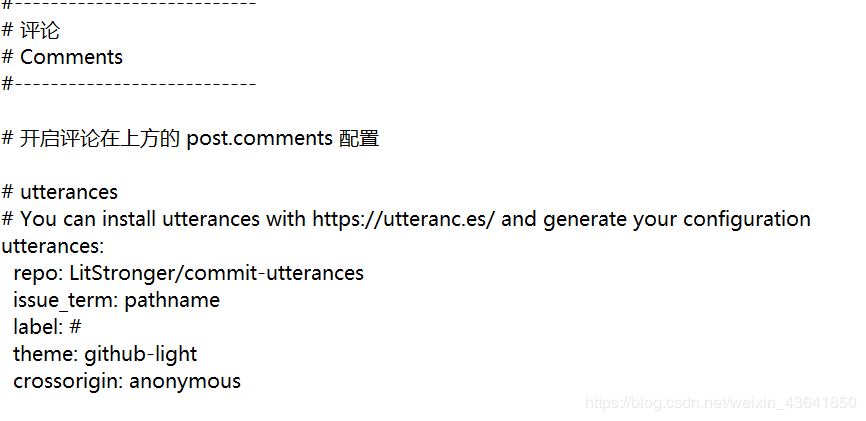 #---------------------------
# 评论
# Comments
#---------------------------
# 开启评论在上方的 post.comments 配置
# utterances
# You can install utterances with https://utteranc.es/ and generate your configuration
utterances:
repo: LitStronger/commit-utterances
issue_term: pathname
label: #
theme: github-light
crossorigin: anonymous
https://blog.csdn.net/weixin_43641850